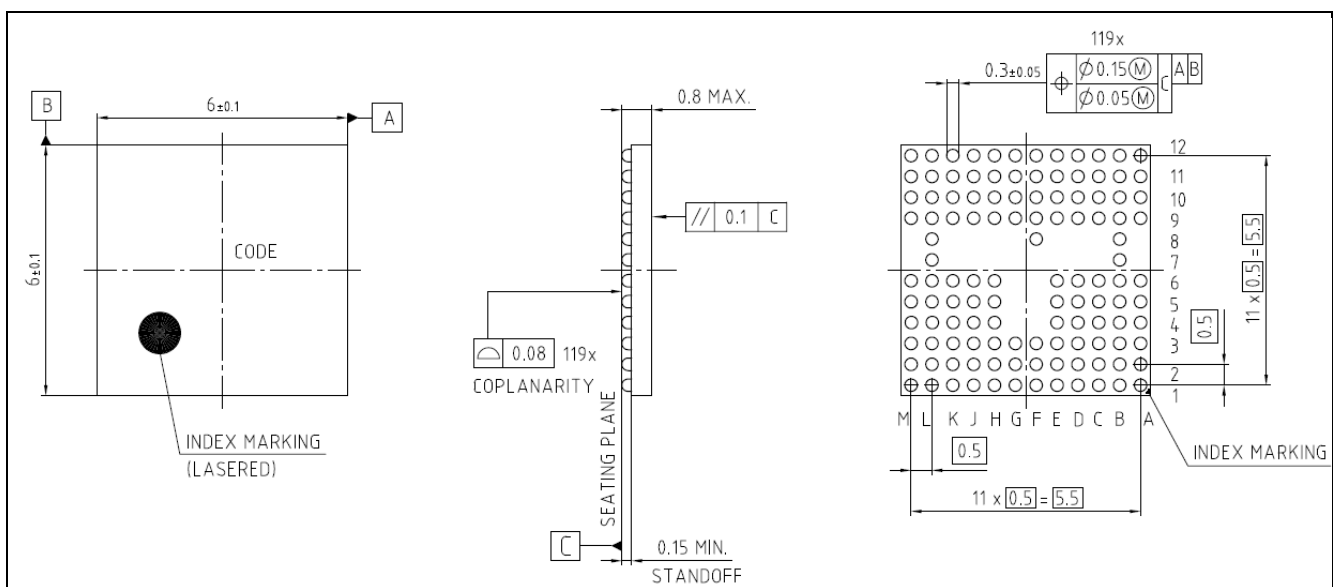 B
6±0.1
A
6±0.1
CODE
INDEX MARKING
(LASERED)
0.8 MAX.
// 0.1 C
0.08 119x
COPLANARITY
SEATING PLANE
C
0.15 MIN.
STANDOFF
119x
0.3±0.05
⌖ Ø0.15Ⓜ C A B
Ø0.05Ⓜ
12
11
10
9
8
7
6
5
4
3
2
1
11 x 0.5 = 5.5
0.5
M L K J H G F E D C B A
0.5
INDEX MARKING
11 x 0.5 = 5.5